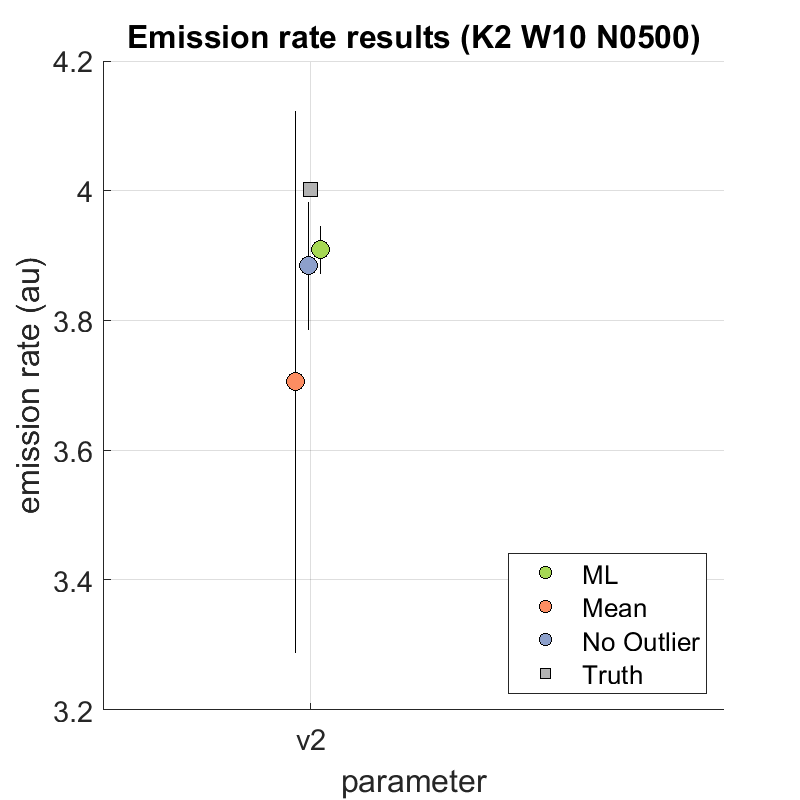 Emission rate results (K2 W10 N0500)
emission rate (au)
4.2
4
3.8
3.6
3.4
3.2
ML
Mean
No Outlier
Truth
v2
parameter